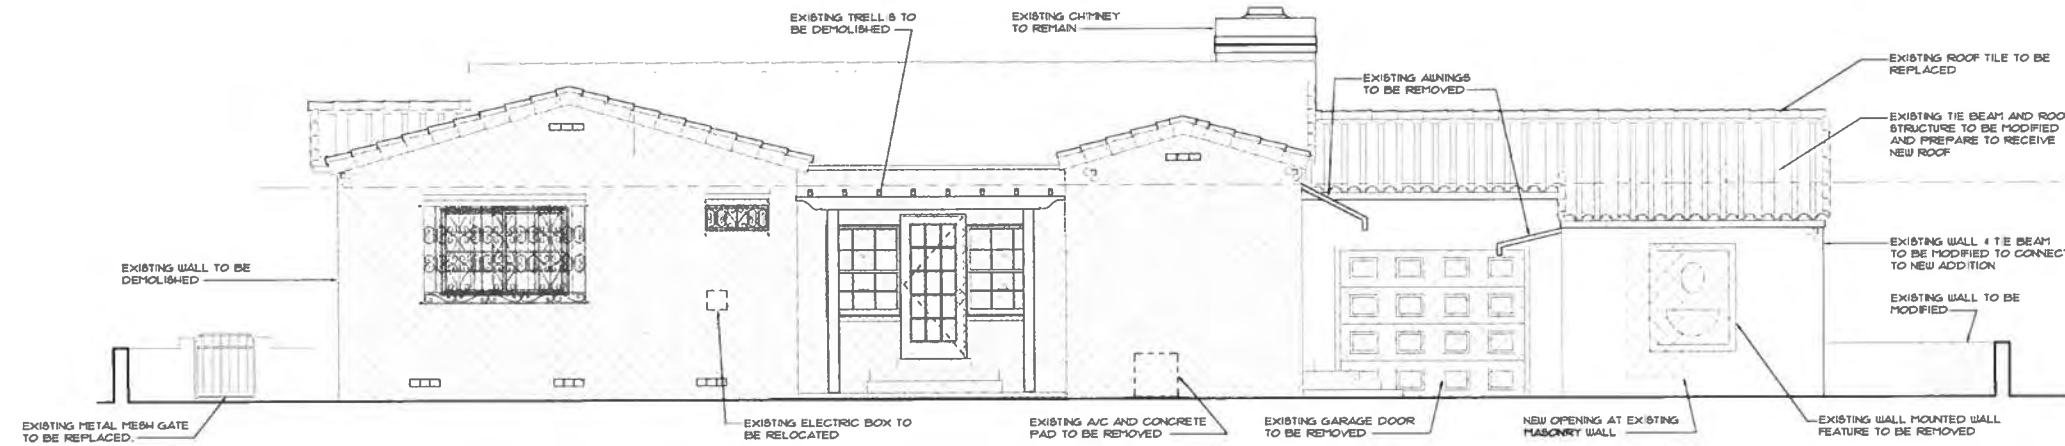 EXISTING TRELLIS TO
BE DEMOLISHED
EXISTING CHIMNEY
TO REMAIN
EXISTING AWNINGS
TO BE REMOVED
EXISTING ROOF TILE TO BE
REPLACED
EXISTING TIE BEAM AND ROO
STRUCTURE TO BE MODIFIED
AND PREPARE TO RECEIVE
NEW ROOF
EXISTING WALL TO BE
DEMOLISHED
EXISTING WALL & TIE BEAM
TO BE MODIFIED TO CONNECT
TO NEW ADDITION
EXISTING WALL TO BE
MODIFIED
EXISTING METAL MESH GATE
TO BE REPLACED.
EXISTING ELECTRIC BOX TO
BE RELOCATED
EXISTING A/C AND CONCRETE
PAD TO BE REMOVED
EXISTING GARAGE DOOR
TO BE REMOVED
NEW OPENING AT EXISTING
MASONRY WALL
EXISTING WALL MOUNTED WALL
FEATURE TO BE REMOVED